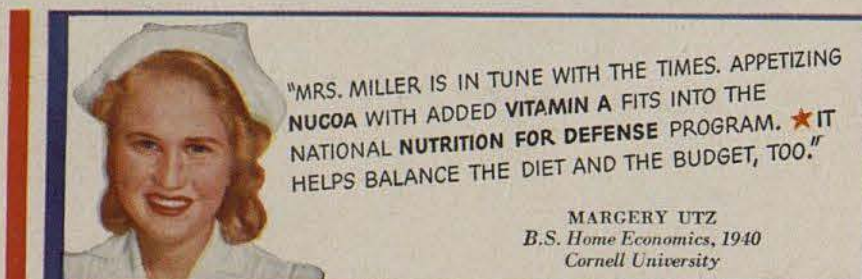 "MRS. MILLER IS IN TUNE WITH THE TIMES. APPETIZING
NUCOA WITH ADDED VITAMIN A FITS INTO THE
NATIONAL NUTRITION FOR DEFENSE PROGRAM. ★IT
HELPS BALANCE THE DIET AND THE BUDGET, TOO."
MARGERY UTZ
B.S. Home Economics, 1940
Cornell University